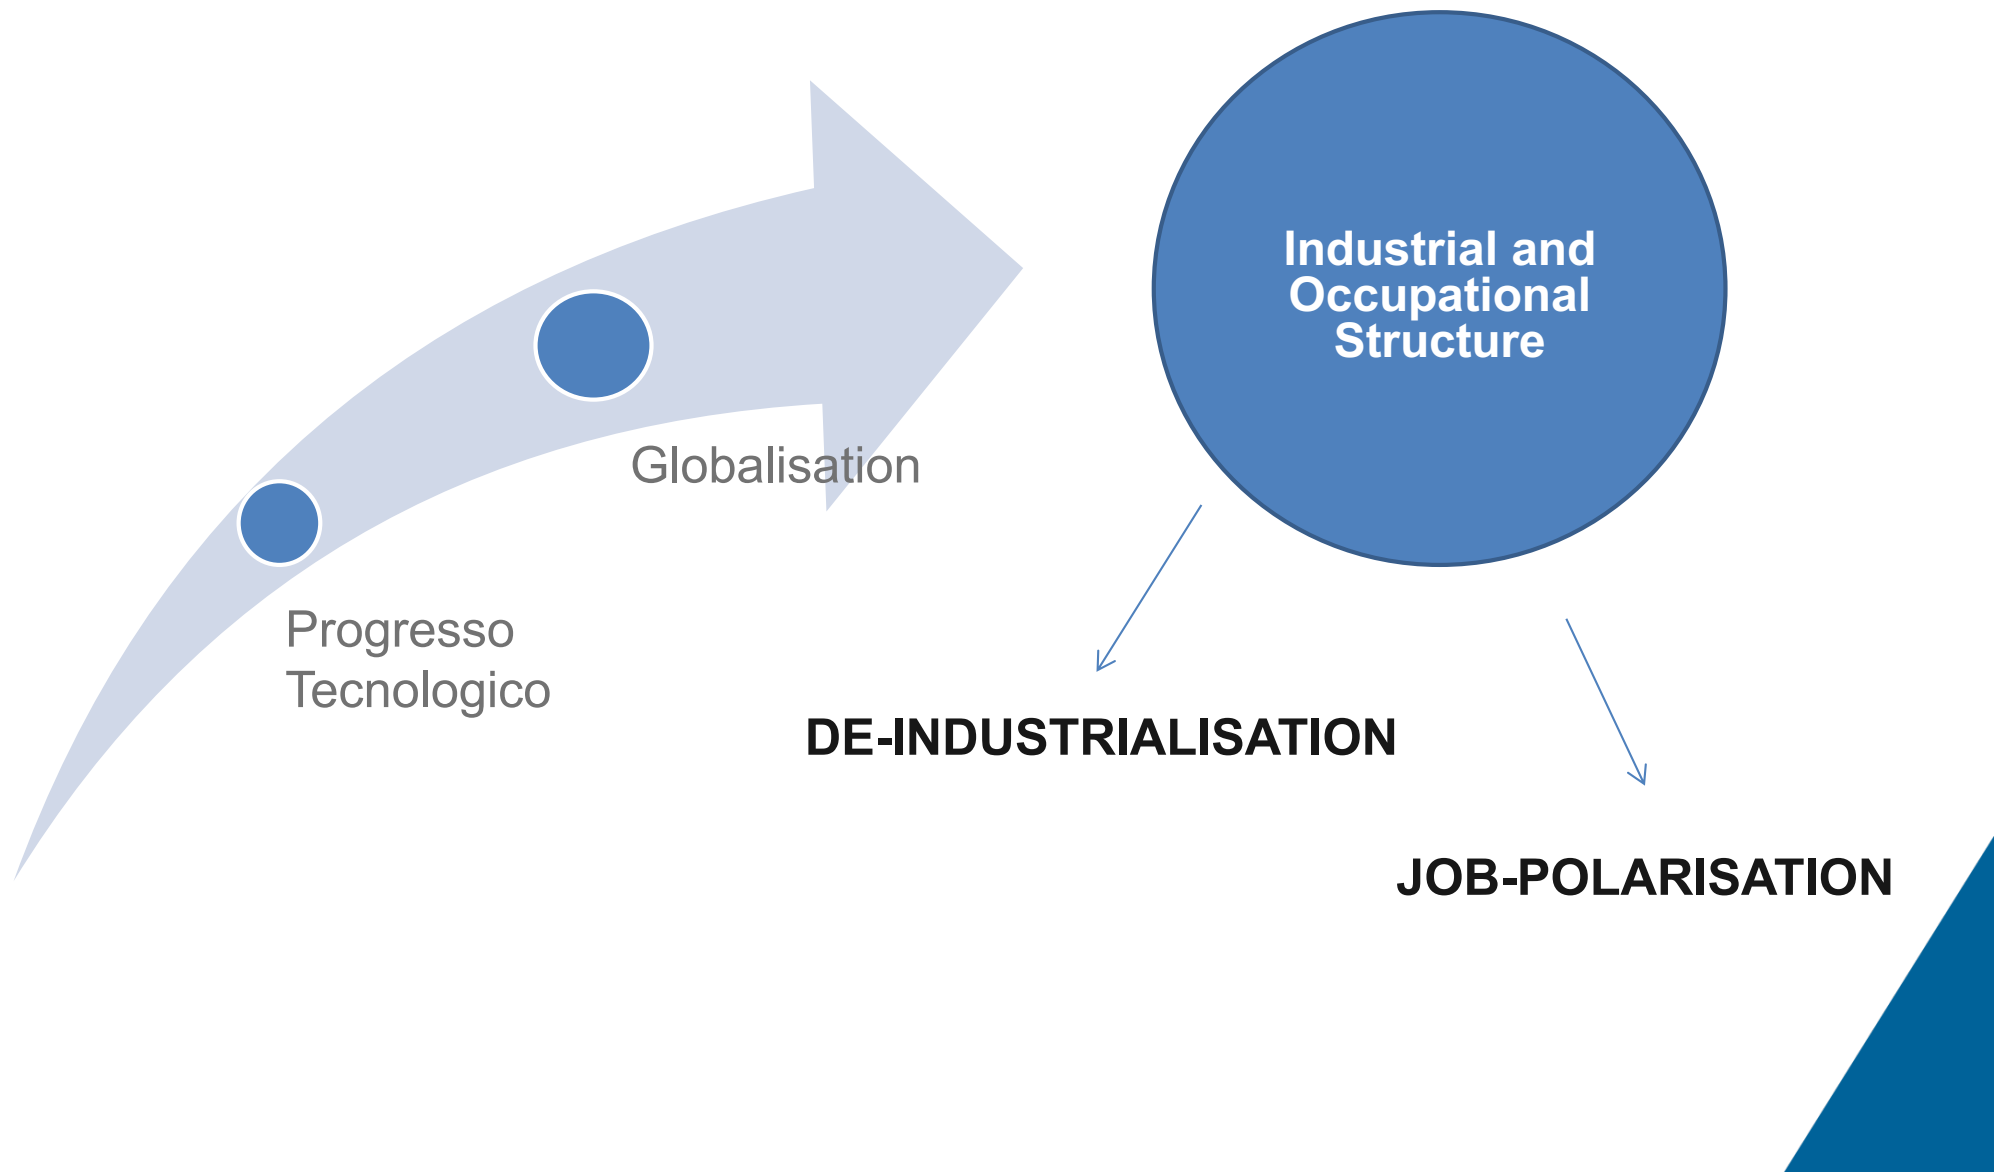 Industrial and
Occupational
Structure
Globalisation
Progresso
Tecnologico
DE-INDUSTRIALISATION
JOB-POLARISATION